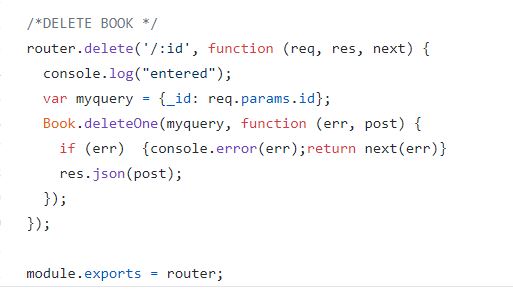 /*DELETE BOOK */
router.delete('/:id', function (req, res, next) {
  console.log("entered");
  var myquery = {_id: req.params.id};
  Book.deleteOne(myquery, function (err, post) {
    if (err)  {console.error(err);return next(err)}
    res.json(post);
  });
});

module.exports = router;